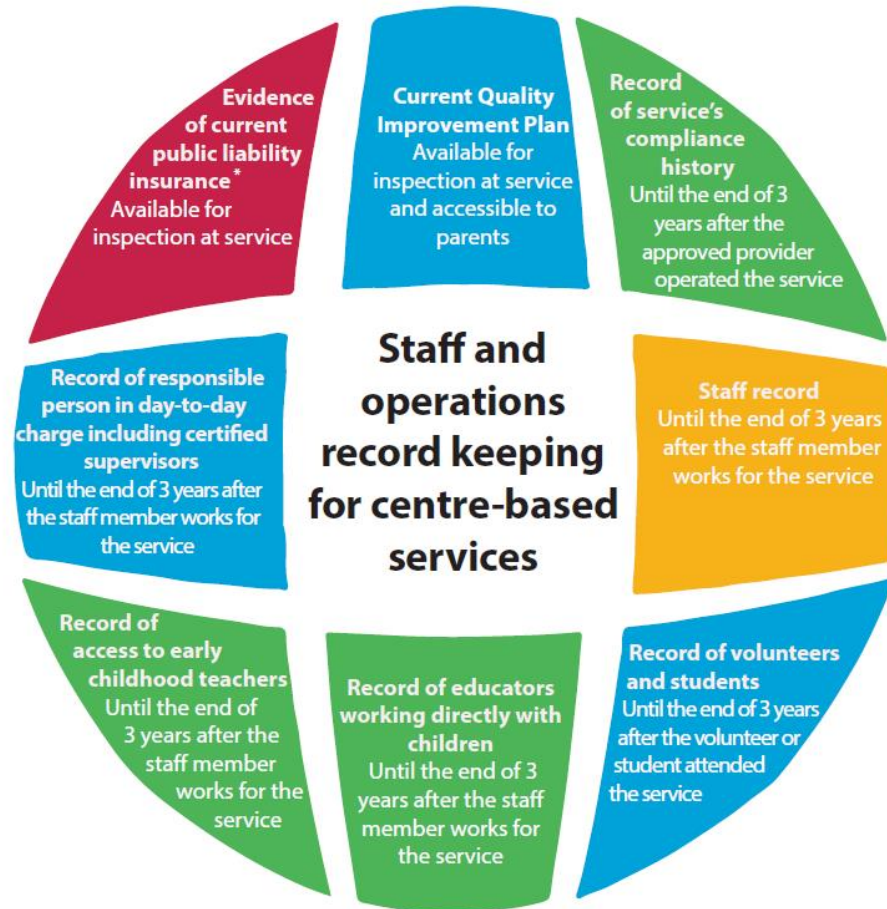 Evidence
of current
public liability
insurance*
Available for
inspection at service
Current Quality
Improvement Plan
Available for
inspection at service
and accessible to
parents
Record
of service's
compliance
history
Until the end of 3
years after the
approved provider
operated the service
Record of responsible
person in day-to-day
charge including certified
supervisors
Until the end of 3 years after
the staff member works for
the service
Staff and
operations
record keeping
for centre-based
services
Staff record
Until the end of 3 years
after the staff member
works for the service
Record of
access to early
childhood teachers
Until the end of
3 years after the
staff member
works for the
service
Record of educators
working directly with
children
Until the end of 3
years after the staff
member works for
the service
Record of volunteers
and students
Until the end of 3 years
after the volunteer or
student attended
the service